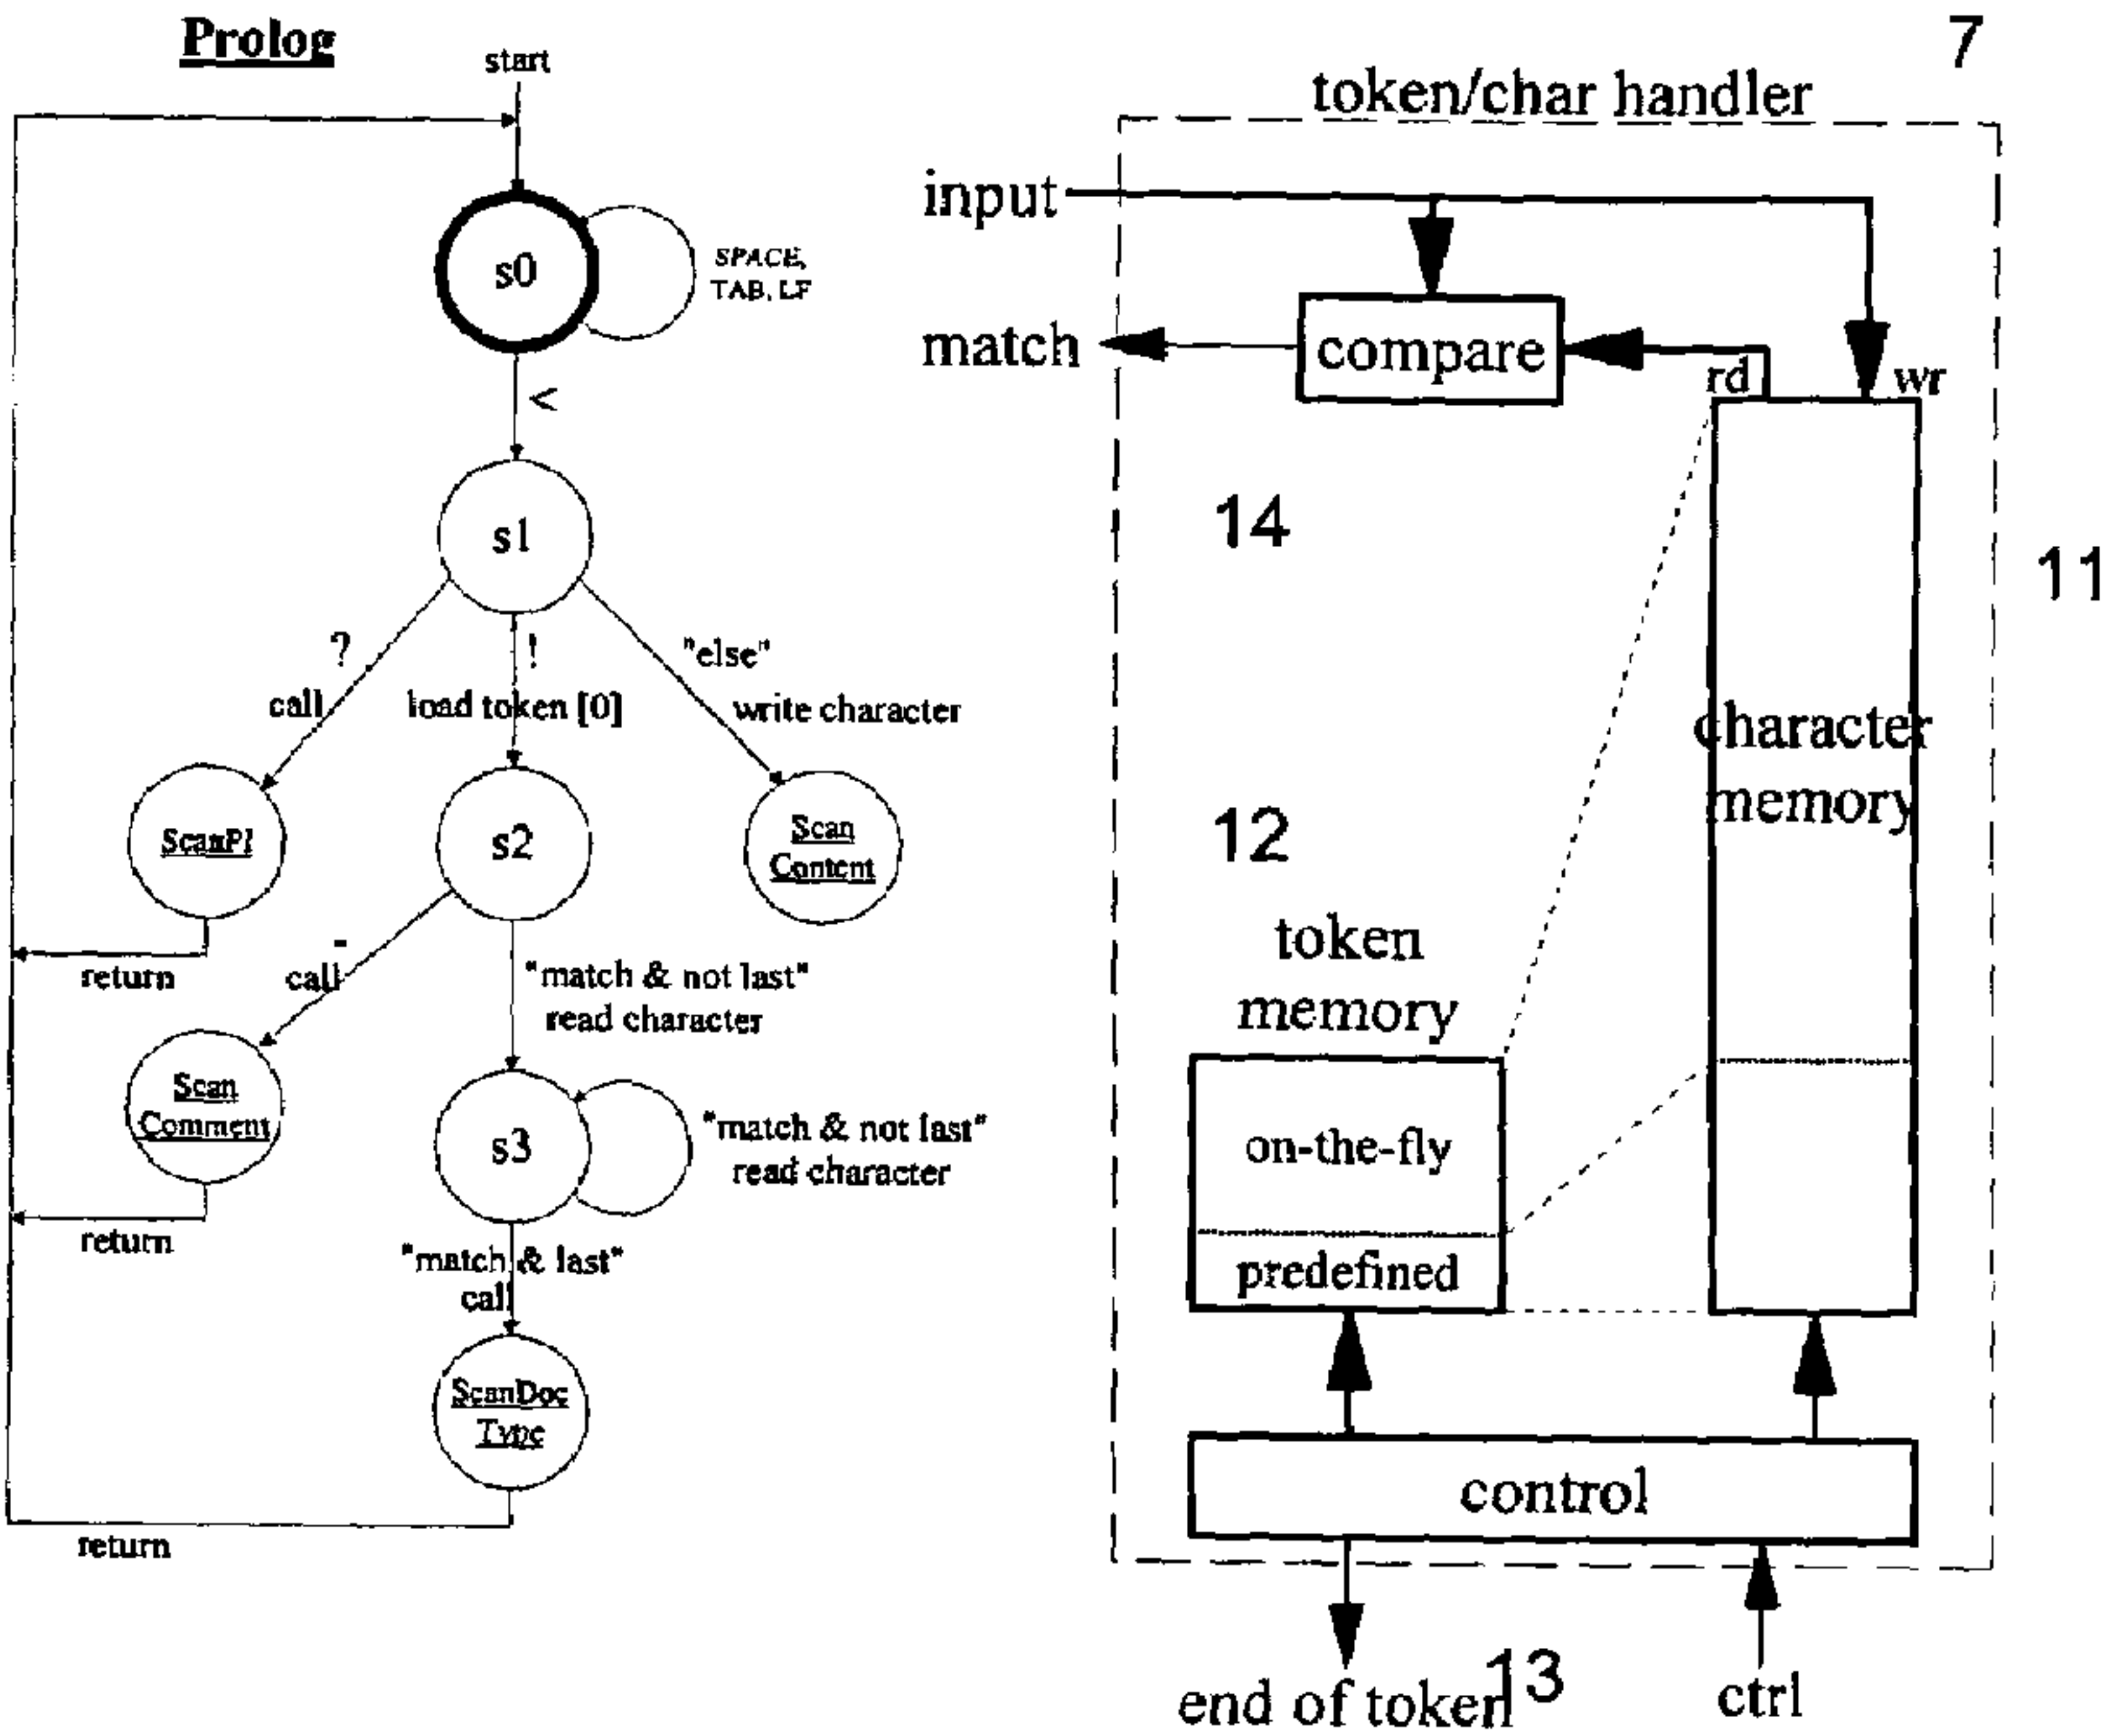 Prolog
start
s0
SPACE,
TAB, LF
<
s1
?
call
!
load token [0]
"else"
write character
ScanPI
s2
Scan
Content
return
-
call
"match & not last"
read character
Scan
Comment
s3
"match & not last"
read character
return
"match & last"
call
ScanDoc
Type
return
7
token/char handler
input
match
compare
rd
wr
14
11
character
memory
12
token
memory
on-the-fly
predefined
control
end of token
13
ctrl